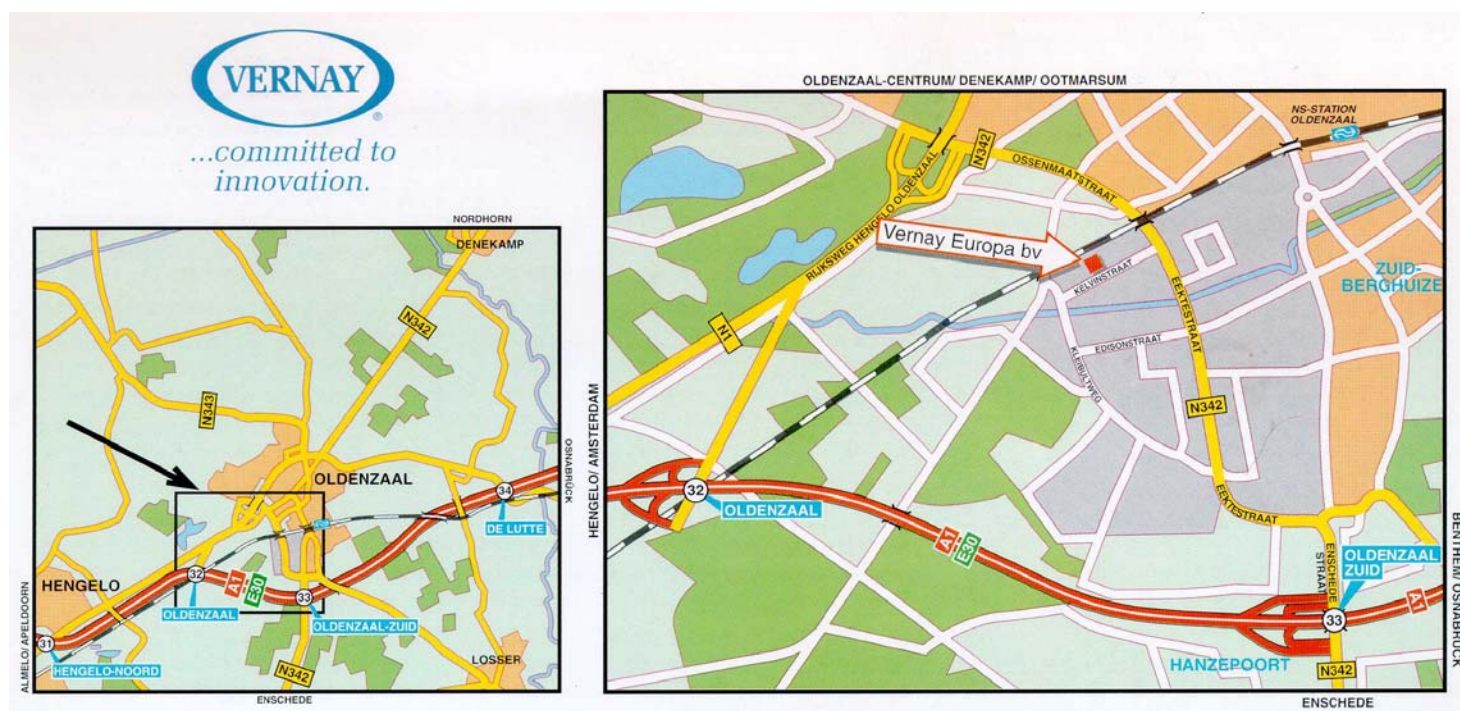 VERNAY
®
...committed to
innovation.
NORDHORN
DENEKAMP
N342
N343
OLDENZAAL
OSNABRÜCK
34
DE LUTTE
HENGELO
32
A1
E30
33
OLDENZAAL
OLDENZAAL-ZUID
31
HENGELO-NOORD
N342
LOSSER
ALMELO/ APELDOORN
ENSCHEDE
OLDENZAAL-CENTRUM/ DENEKAMP/ OOTMARSUM
NS-STATION
OLDENZAAL
N342
OSSENMAATSTRAAT
RIJKSWEG HENGELO OLDENZAAL
Vernay Europa bv
KELVINSTRAAT
EEKTESTRAAT
ZUID-
BERGHUIZE
N1
EDISONSTRAAT
KLEIBULTWEG
N342
HENGELO/ AMSTERDAM
32
OLDENZAAL
EEKTESTRAAT
A1
E30
ENSCHEDE
STRAAT
OLDENZAAL
ZUID
A1
33
HANZEPOORT
N342
BENTHEM/ OSNABRÜCK
ENSCHEDE